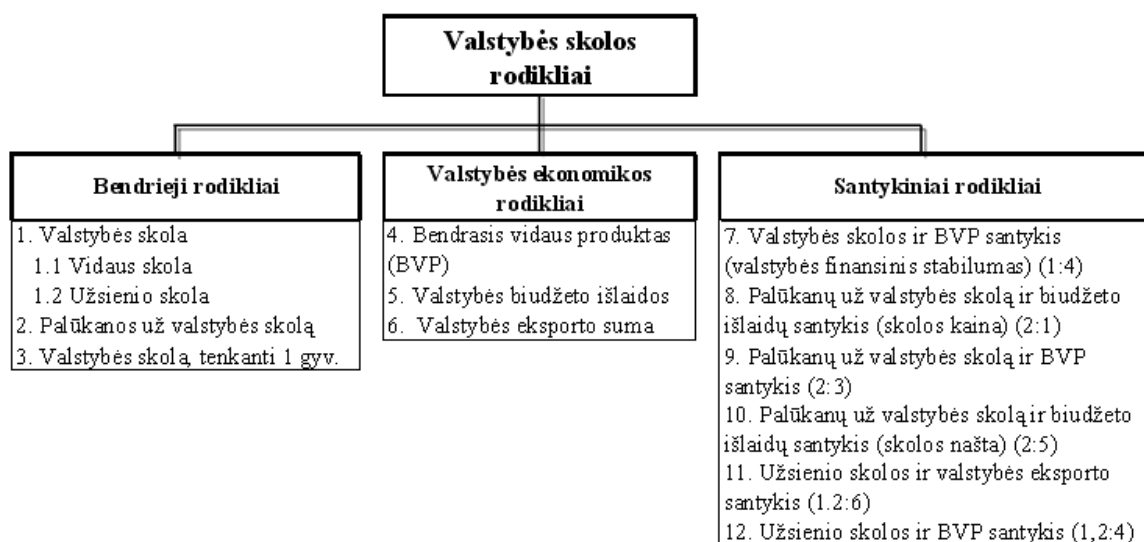 Valstybės skolos
rodikliai
Bendrieji rodikliai
1. Valstybės skola
1.1 Vidaus skola
1.2 Užsienio skola
2. Palūkanos už valstybės skolą
3. Valstybės skola, tenkanti 1 gyv.
Valstybės ekonomikos
rodikliai
4. Bendrasis vidaus produktas
(BVP)
5. Valstybės biudžeto išlaidos
6. Valstybės eksporto suma
Santykiniai rodikliai
7. Valstybės skolos ir BVP santykis
(valstybės finansinis stabilumas) (1:4)
8. Palūkanų už valstybės skolą ir biudžeto
išlaidų santykis (skolos kaina) (2:1)
9. Palūkanų už valstybės skolą ir BVP
santykis (2:3)
10. Palūkanų už valstybės skolą ir biudžeto
išlaidų santykis (skolos našta) (2:5)
11. Užsienio skolos ir valstybės eksporto
santykis (1.2:6)
12. Užsienio skolos ir BVP santykis (1,2:4)